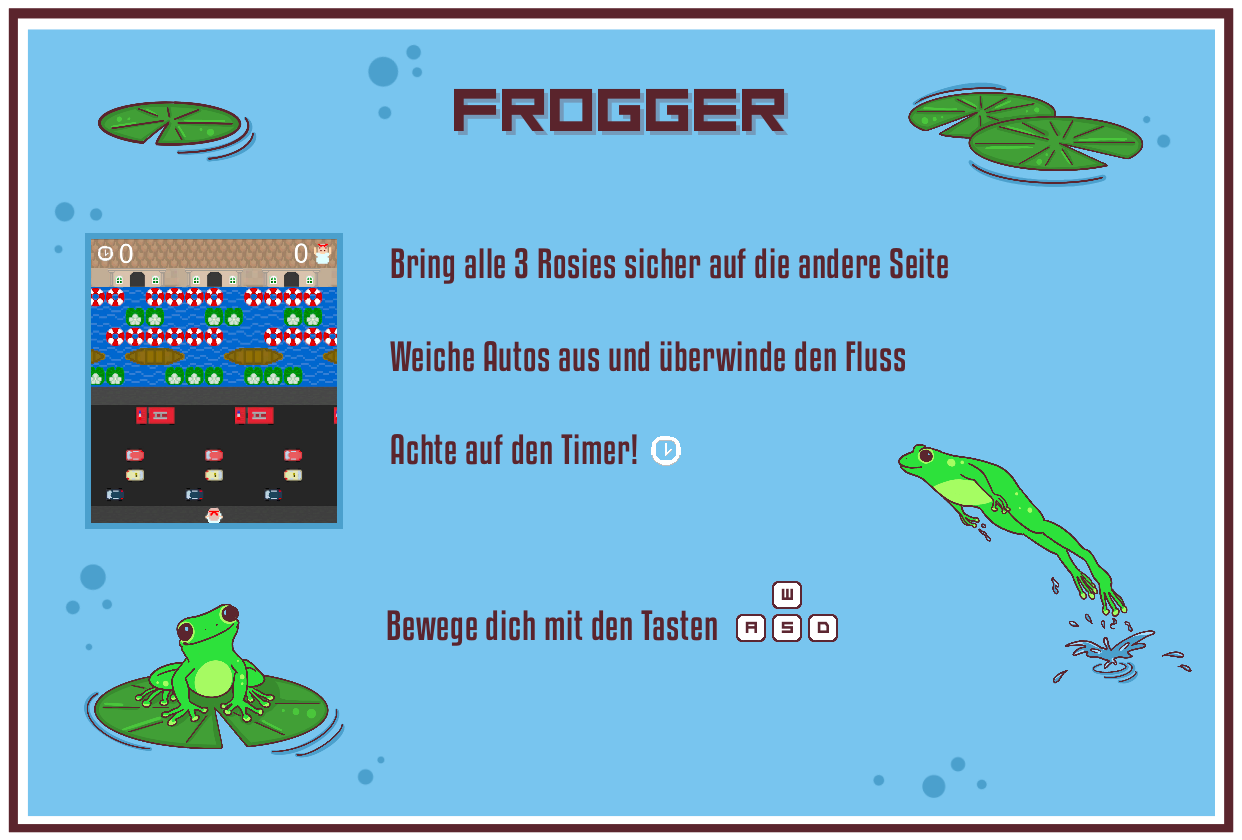 FROGGER
0 0
Bring alle 3 Rosies sicher auf die andere Seite
Weiche Autos aus und überwinde den Fluss
Achte auf den Timer!
Bewege dich mit den Tasten
W
A S D